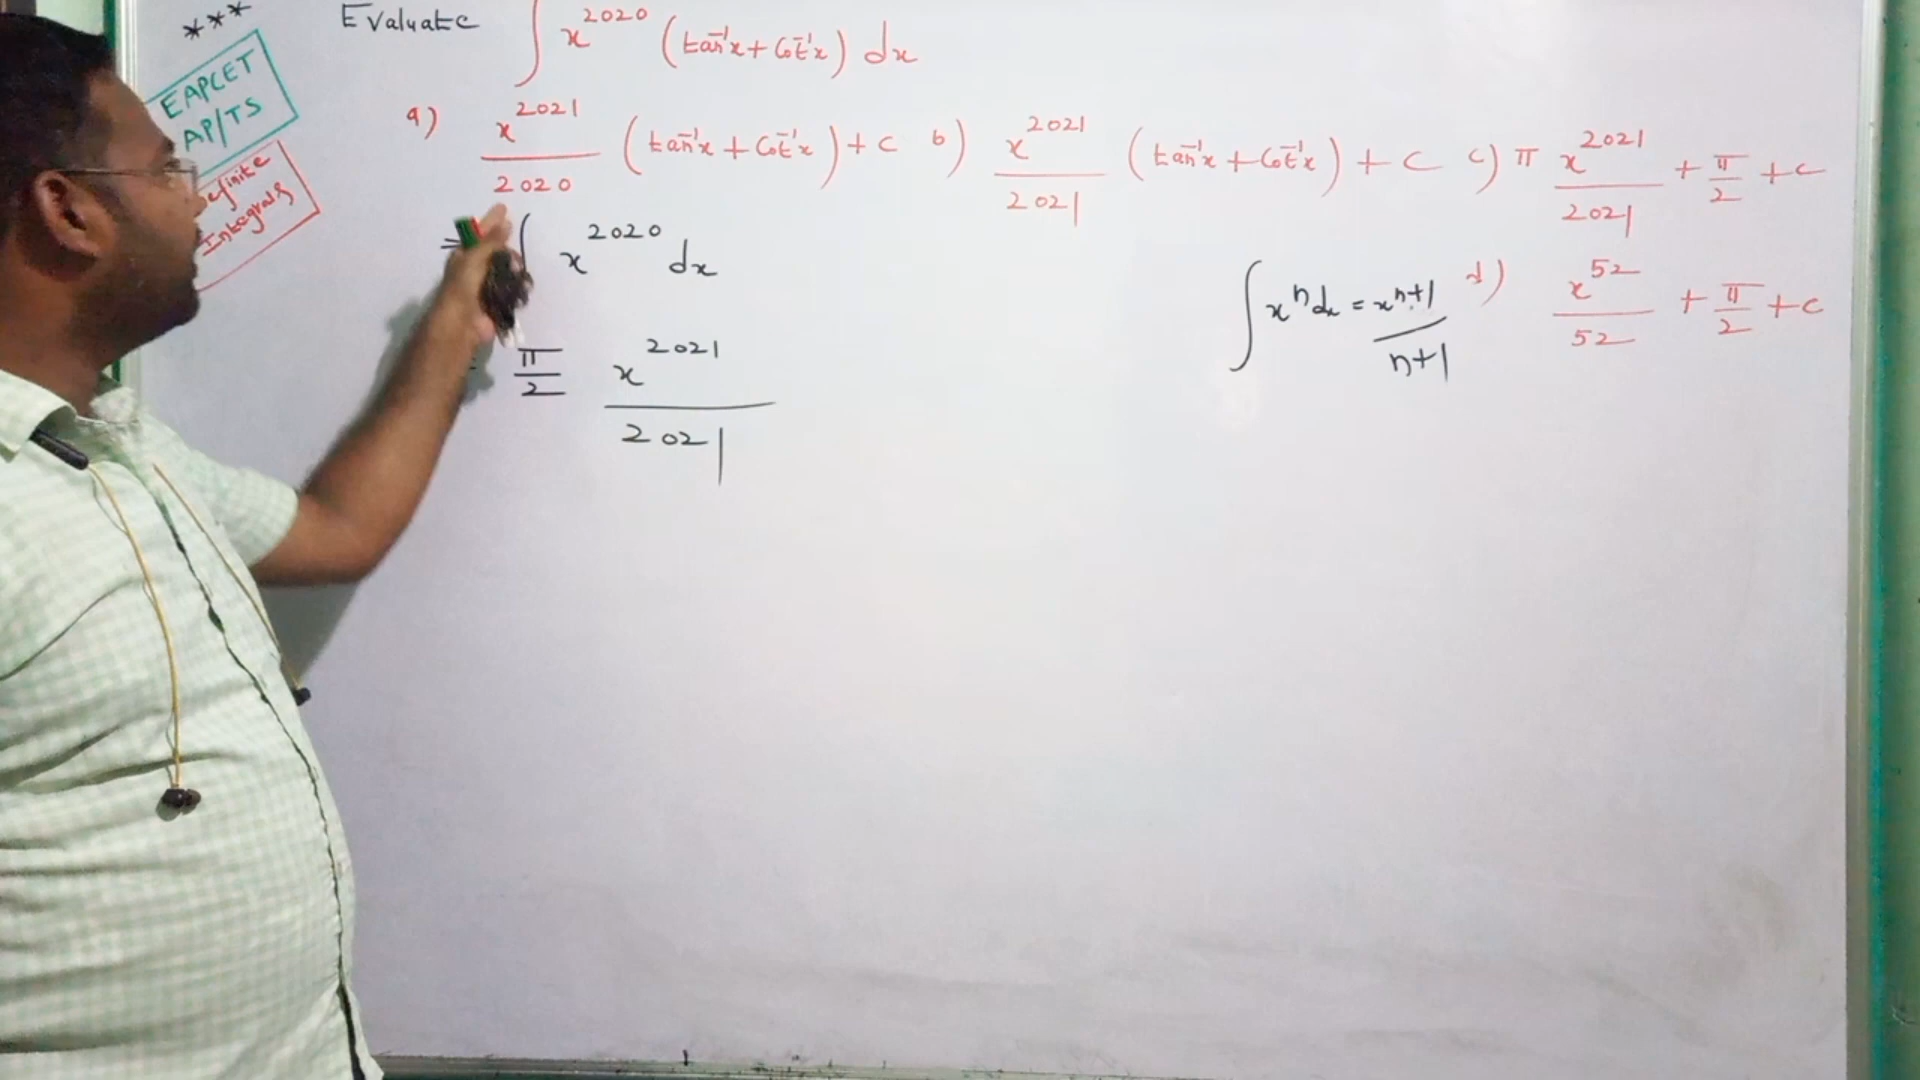 ***
EAPCET
AP/TS
efinite
Integrals
Evaluate ∫ x^2020 (tan⁻¹x + Cot⁻¹x) dx
a) x^2021 / 2020 (tan⁻¹x + Cot⁻¹x) + c b) x^2021 / 2021 (tan⁻¹x + Cot⁻¹x) + c c) π x^2021 / 2021 + π/2 + c
d) x^52 / 52 + π/2 + c
∫ x^n dx = x^n+1 / n+1
= ∫ x^2020 dx
= π/2 x^2021 / 2021